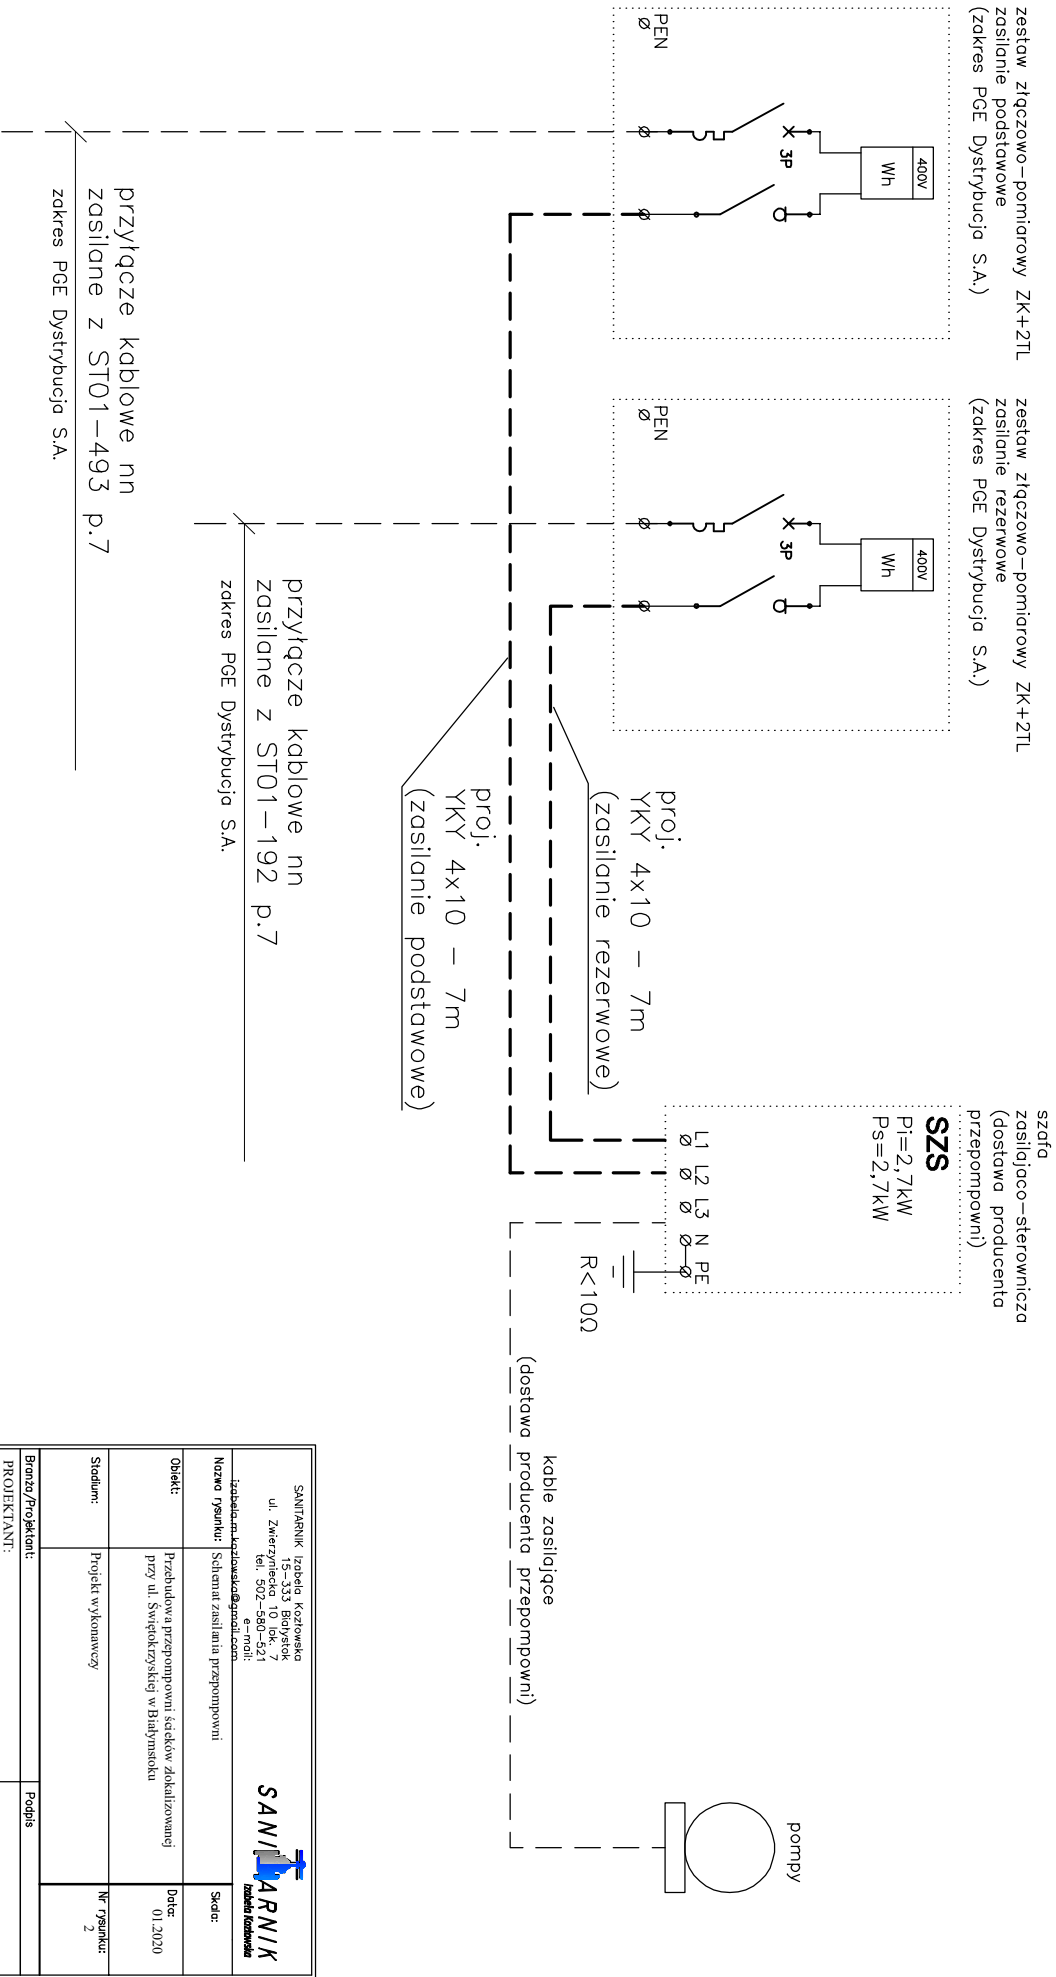 zestaw złączowo-pomiarowy ZK+2TL
zasilanie podstawowe
(zakres PGE Dystrybucja S.A.)
400V
Wh
3P
PEN
zestaw złączowo-pomiarowy ZK+2TL
zasilanie rezerwowe
(zakres PGE Dystrybucja S.A.)
400V
Wh
3P
PEN
szafa
zasilajaco-sterownicza
(dostawa producenta
przepompowni)
SZS
Pi=2,7kW
Ps=2,7kW
L1 L2 L3 N PE
R<10Ω
pompy
kable zasilające
(dostawa producenta przepompowni)
proj.
YKY 4x10 - 7m
(zasilanie rezerwowe)
proj.
YKY 4x10 - 7m
(zasilanie podstawowe)
przyłącze kablowe nn
zasilane z ST01-192 p.7
zakres PGE Dystrybucja S.A.
przyłącze kablowe nn
zasilane z ST01-493 p.7
zakres PGE Dystrybucja S.A.
SANITARNIK Izabela Kozłowska
15-333 Białystok
ul. Zwierzyniecka 10 lok. 7
tel. 502-580-521
e-mail:
izabela.m.kozlowska@gmail.com
SANI ARNIK
Izabela Kozłowska
Nazwa rysunku: Schemat zasilania przepompowni
Skala:
Obiekt: Przebudowa przepompowni ścieków zlokalizowanej
przy ul. Świętokrzyskiej w Białymstoku
Data:
01.2020
Stadium: Projekt wykonawczy
Nr rysunku:
2
Branża/Projektant:
Podpis
PROJEKTANT: